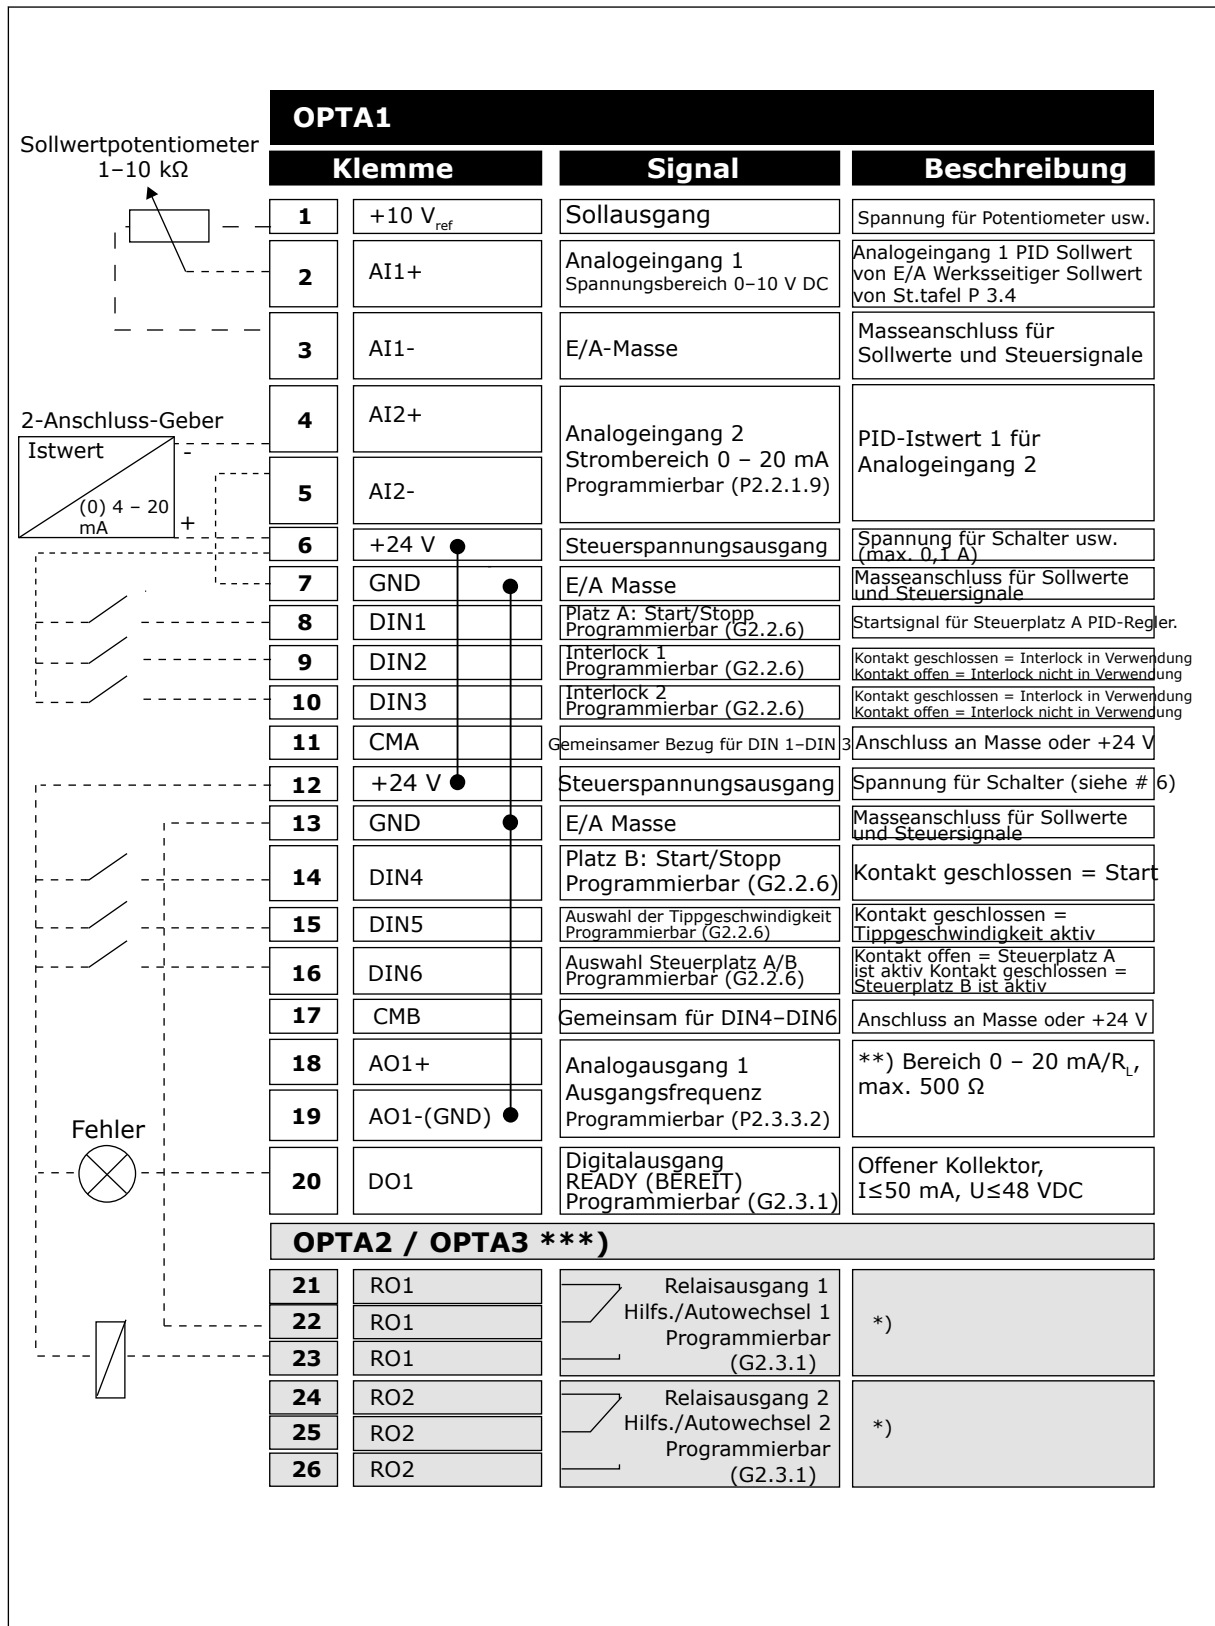 OPTA1
Sollwertpotentiometer
1–10 kΩ
Klemme
Signal
Beschreibung
1
+10 Vref
Sollausgang
Spannung für Potentiometer usw.
2
AI1+
Analogeingang 1
Spannungsbereich 0–10 V DC
Analogeingang 1 PID Sollwert
von E/A Werksseitiger Sollwert
von St.tafel P 3.4
3
AI1-
E/A-Masse
Masseanschluss für
Sollwerte und Steuersignale
2-Anschluss-Geber
Istwert
-
(0) 4 – 20
mA
+
4
AI2+
5
AI2-
Analogeingang 2
Strombereich 0 – 20 mA
Programmierbar (P2.2.1.9)
PID-Istwert 1 für
Analogeingang 2
6
+24 V
Steuerspannungsausgang
Spannung für Schalter usw.
(max. 0,1 A)
7
GND
E/A Masse
Masseanschluss für Sollwerte
und Steuersignale
8
DIN1
Platz A: Start/Stopp
Programmierbar (G2.2.6)
Startsignal für Steuerplatz A PID-Regler.
9
DIN2
Interlock 1
Programmierbar (G2.2.6)
Kontakt geschlossen = Interlock in Verwendung
Kontakt offen = Interlock nicht in Verwendung
10
DIN3
Interlock 2
Programmierbar (G2.2.6)
Kontakt geschlossen = Interlock in Verwendung
Kontakt offen = Interlock nicht in Verwendung
11
CMA
Gemeinsamer Bezug für DIN 1–DIN 3
Anschluss an Masse oder +24 V
12
+24 V
Steuerspannungsausgang
Spannung für Schalter (siehe # 6)
13
GND
E/A Masse
Masseanschluss für Sollwerte
und Steuersignale
14
DIN4
Platz B: Start/Stopp
Programmierbar (G2.2.6)
Kontakt geschlossen = Start
15
DIN5
Auswahl der Tippgeschwindigkeit
Programmierbar (G2.2.6)
Kontakt geschlossen =
Tippgeschwindigkeit aktiv
16
DIN6
Auswahl Steuerplatz A/B
Programmierbar (G2.2.6)
Kontakt offen = Steuerplatz A
ist aktiv Kontakt geschlossen =
Steuerplatz B ist aktiv
17
CMB
Gemeinsam für DIN4–DIN6
Anschluss an Masse oder +24 V
18
AO1+
19
AO1-(GND)
Analogausgang 1
Ausgangsfrequenz
Programmierbar (P2.3.3.2)
**) Bereich 0 – 20 mA/RL,
max. 500 Ω
Fehler
20
DO1
Digitalausgang
READY (BEREIT)
Programmierbar (G2.3.1)
Offener Kollektor,
I≤50 mA, U≤48 VDC
OPTA2 / OPTA3 ***)
21
RO1
22
RO1
23
RO1
Relaisausgang 1
Hilfs./Autowechsel 1
Programmierbar
(G2.3.1)
*)
24
RO2
25
RO2
26
RO2
Relaisausgang 2
Hilfs./Autowechsel 2
Programmierbar
(G2.3.1)
*)